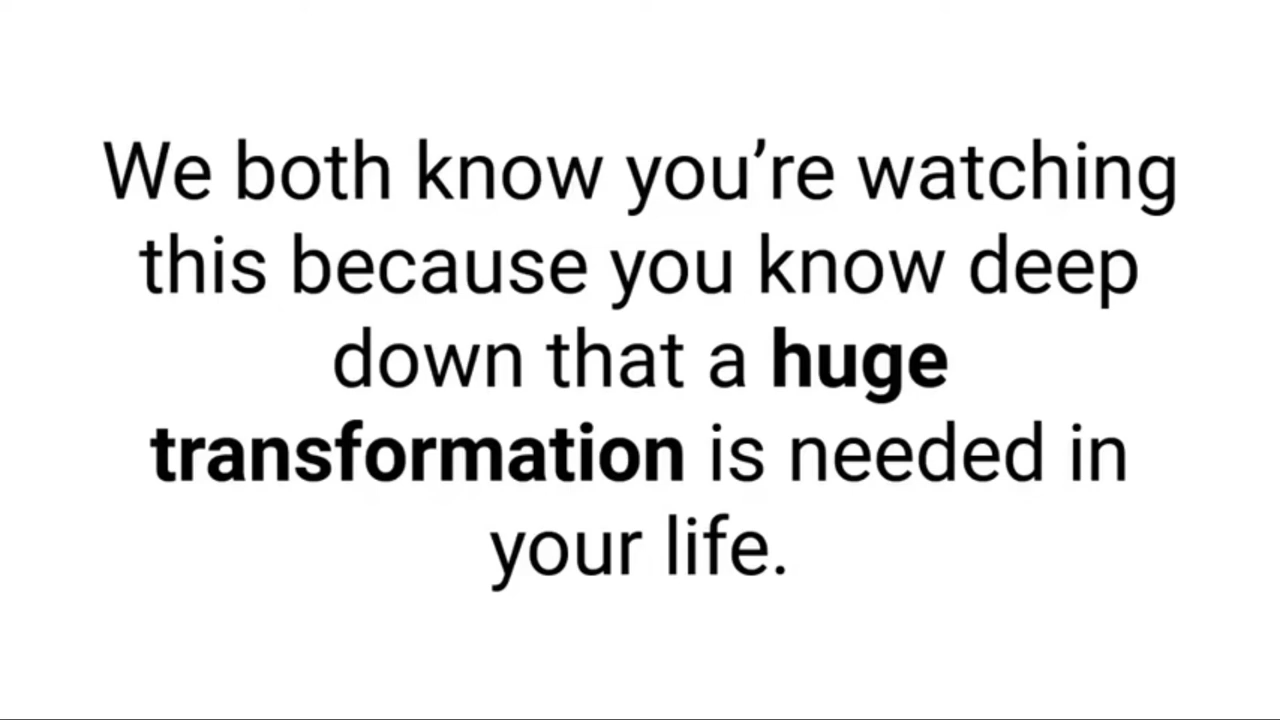 We both know you’re watching
this because you know deep
down that a huge
transformation is needed in
your life.